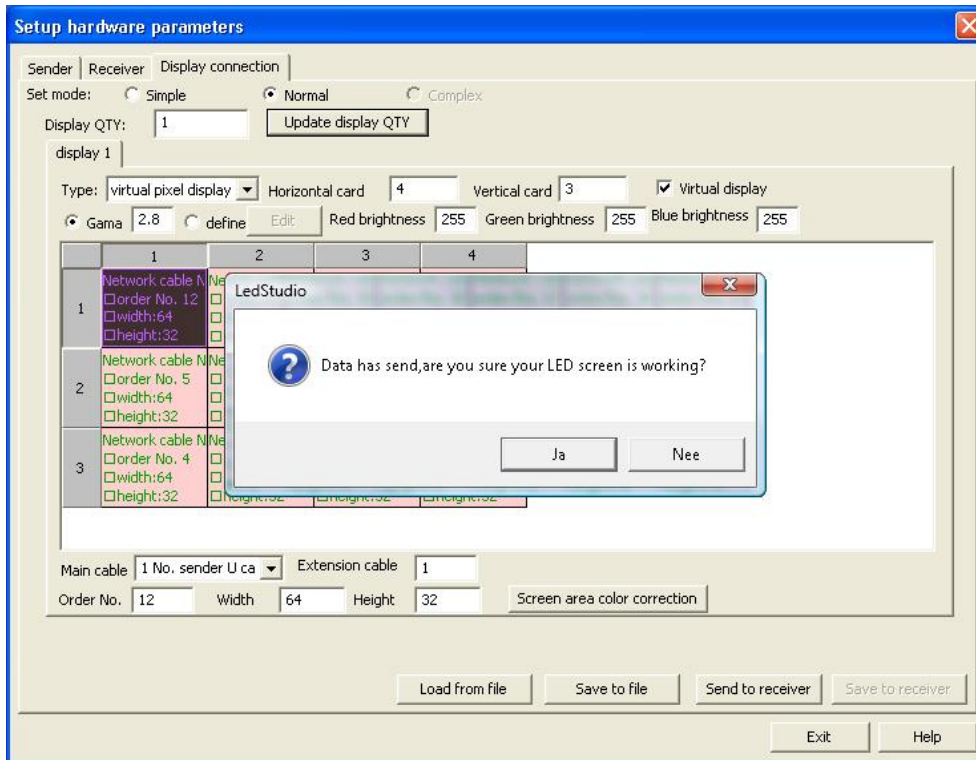 Setup hardware parameters
Sender Receiver Display connection
Set mode: Simple Normal Complex
Display QTY: 1 Update display QTY
display 1
Type: virtual pixel display Horizontal card 4 Vertical card 3 Virtual display
Gama 2.8 define Edit Red brightness 255 Green brightness 255 Blue brightness 255
1 2 3 4
1
Network cable N
order No. 12
width:64
height:32
2
Network cable N
order No. 5
width:64
height:32
3
Network cable N
order No. 4
width:64
height:32
LedStudio
Data has send,are you sure your LED screen is working?
Ja Nee
Main cable 1 No. sender U ca Extension cable 1
Order No. 12 Width 64 Height 32 Screen area color correction
Load from file Save to file Send to receiver Save to receiver
Exit Help